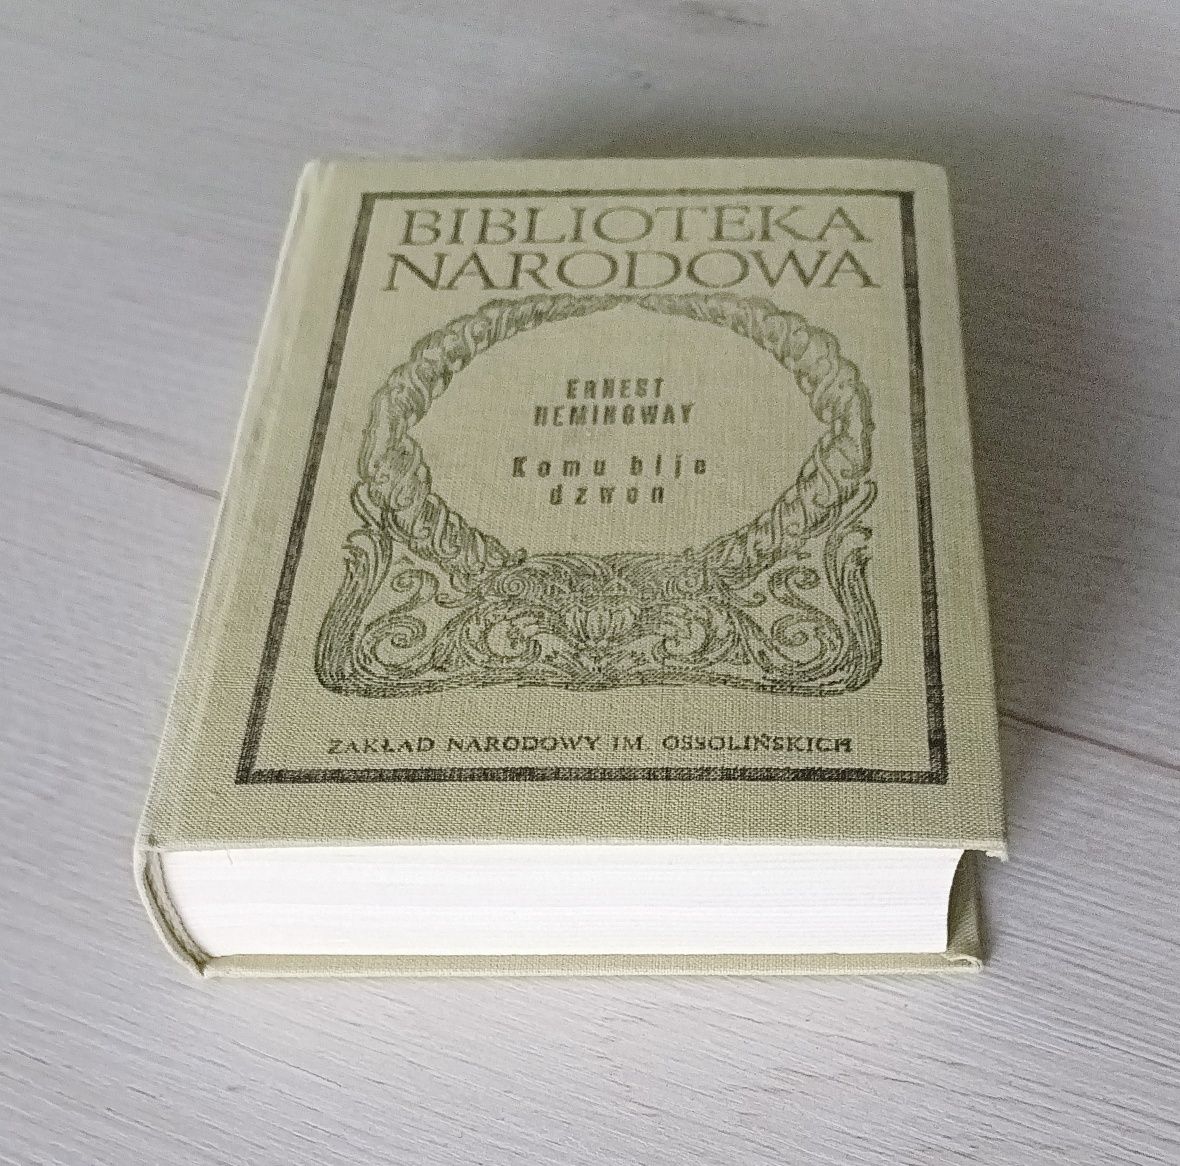 BIBLIOTEKA
NARODOWA
ERNEST
HEMINGWAY
Komu bije
dzwon
ZAKŁAD NARODOWY IM. OSSOLIŃSKICH